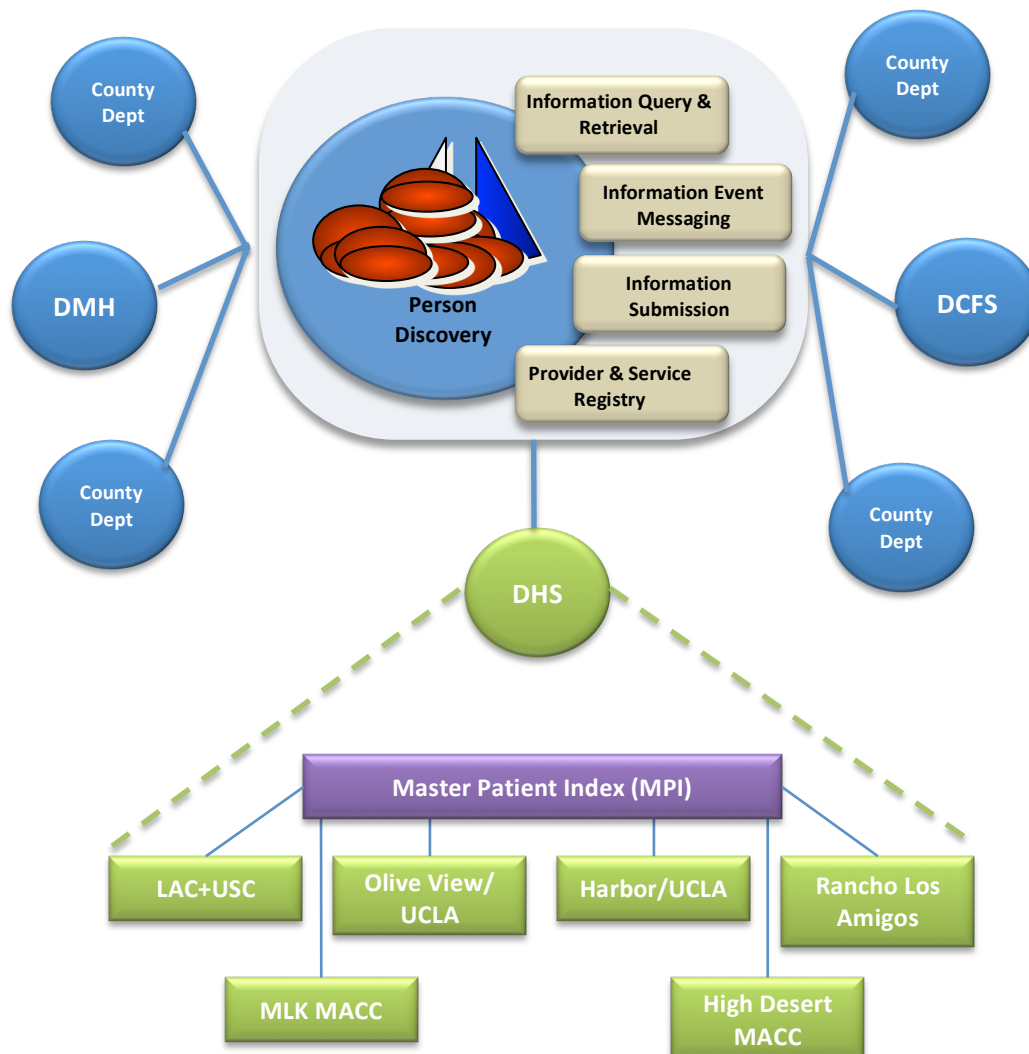 County
Dept
County
Dept
Information Query &
Retrieval
Information Event
Messaging
Information
Submission
Provider & Service
Registry
Person
Discovery
DMH
DCFS
County
Dept
County
Dept
DHS
Master Patient Index (MPI)
LAC+USC
Olive View/
UCLA
Harbor/UCLA
Rancho Los
Amigos
MLK MACC
High Desert
MACC